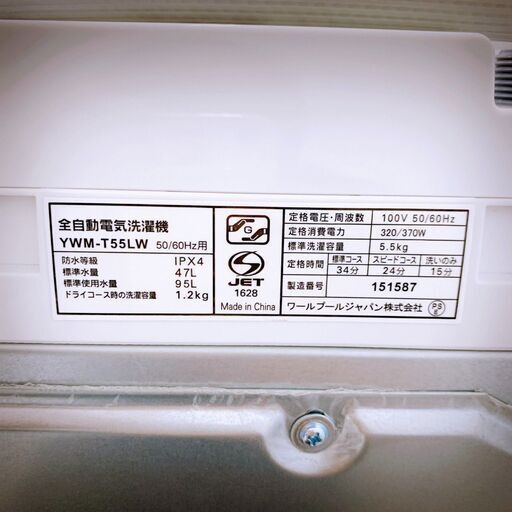 全自動電気洗濯機
YWM-T55LW 50/60Hz用
防水等級 IPX4
標準水量 47L
標準使用水量 95L
ドライコース時の洗濯容量 1.2kg
G
JET
1628
Made in China
定格電圧・周波数 100V 50/60Hz
定格消費電力 320/370W
標準洗濯容量 5.5kg
定格時間 標準コース スピードコース 洗いのみ
34分 24分 15分
製造番号 151587
ワールプールジャパン株式会社 PS E